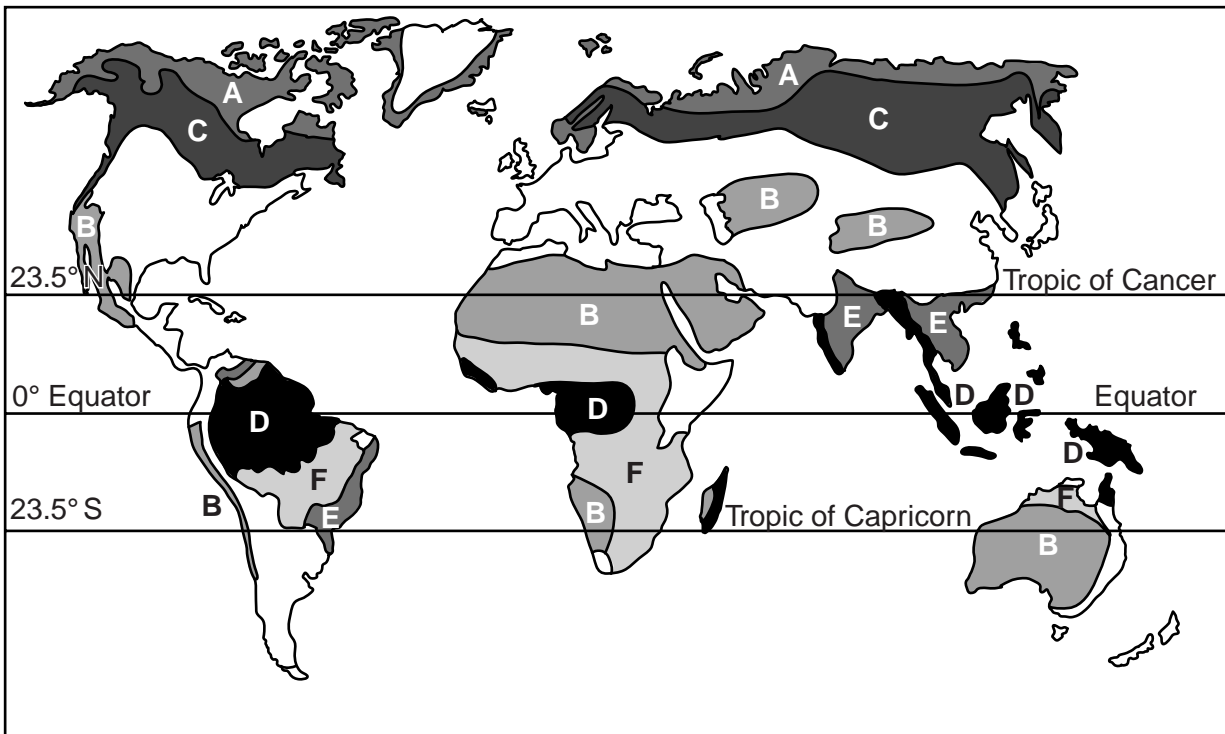 A
A
C
C
B
B
B
23.5° N
Tropic of Cancer
B
E
E
0° Equator
D
D
D
D
Equator
D
F
F
F
B
E
B
23.5° S
Tropic of Capricorn
B